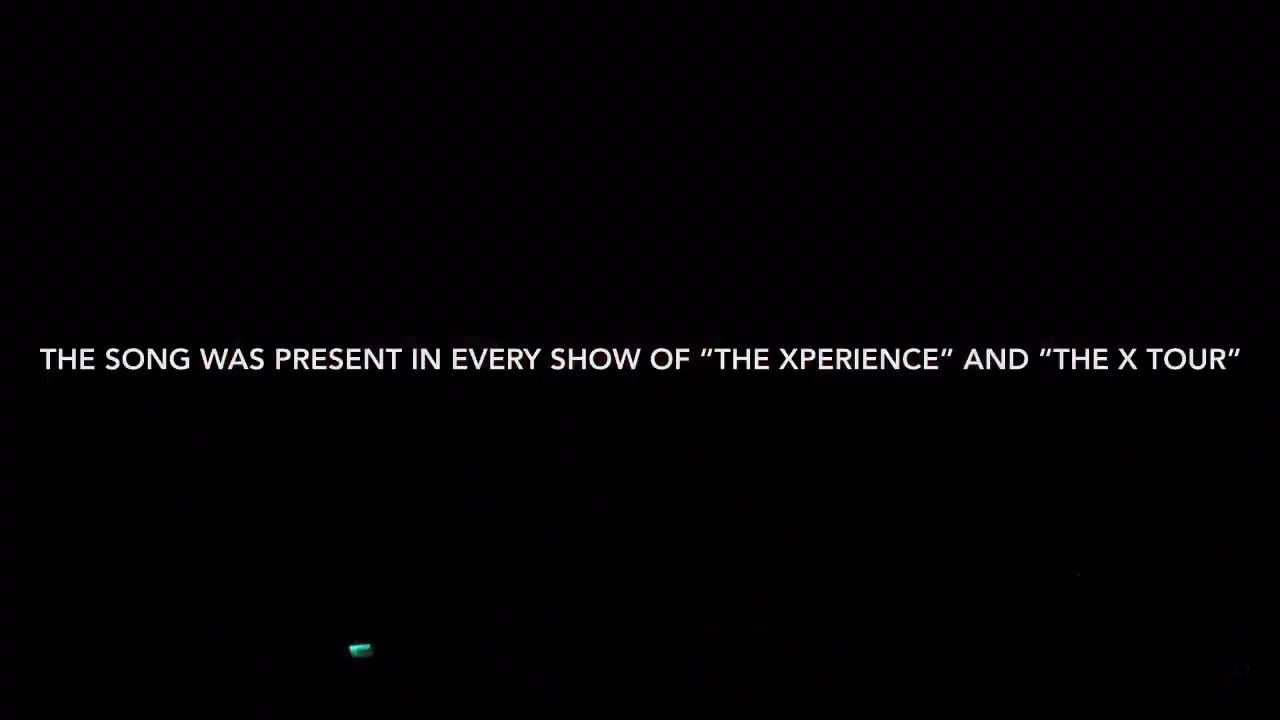 THE SONG WAS PRESENT IN EVERY SHOW OF “THE XPERIENCE” AND “THE X TOUR”